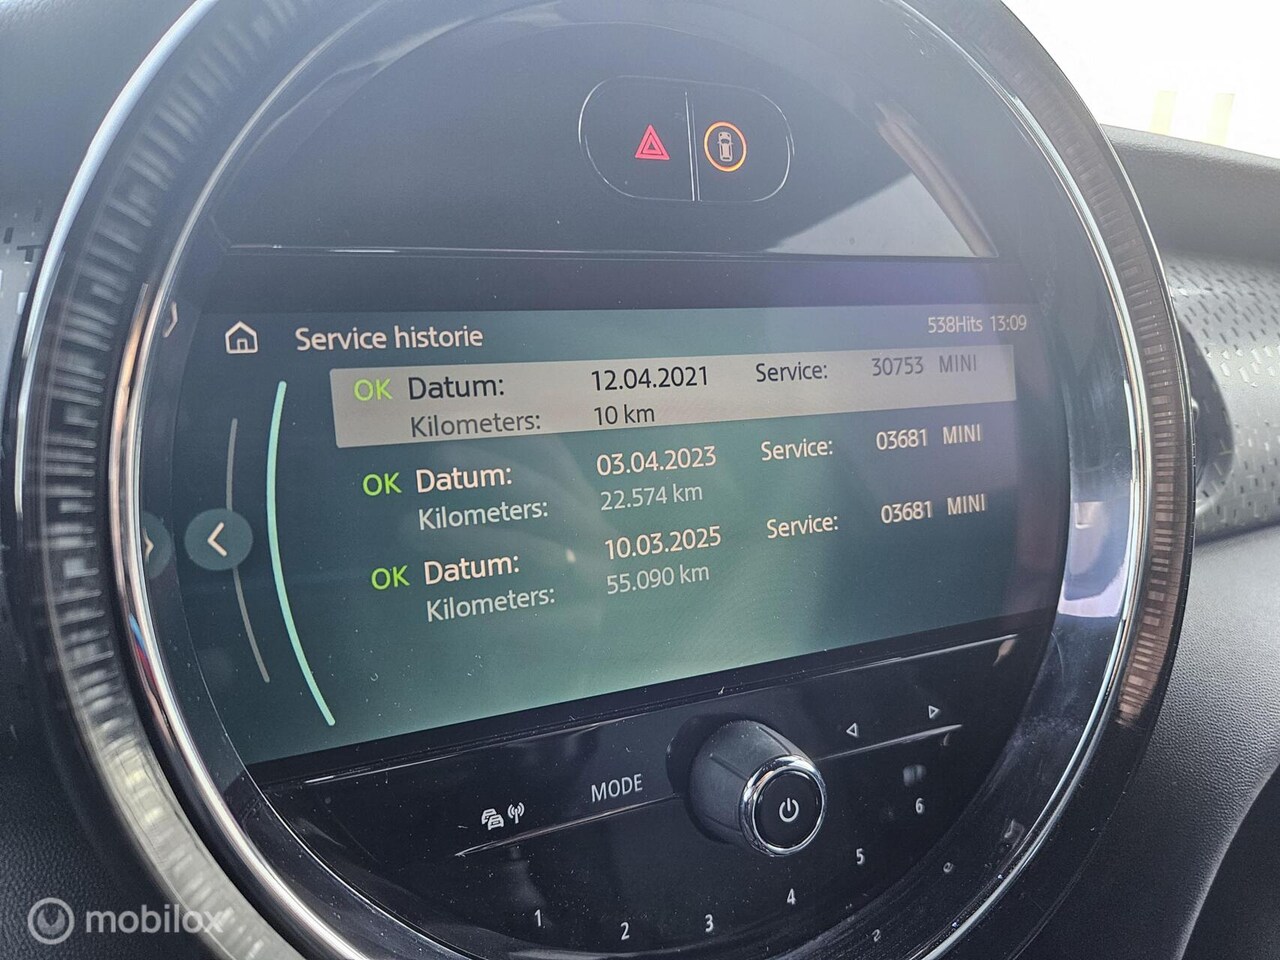 Service historie
538Hits 13:09
OK Datum: 12.04.2021 Service: 30753 MINI
Kilometers: 10 km
OK Datum: 03.04.2023 Service: 03681 MINI
Kilometers: 22.574 km
OK Datum: 10.03.2025 Service: 03681 MINI
Kilometers: 55.090 km
MODE
1 2 3 4 5 6
mobilox